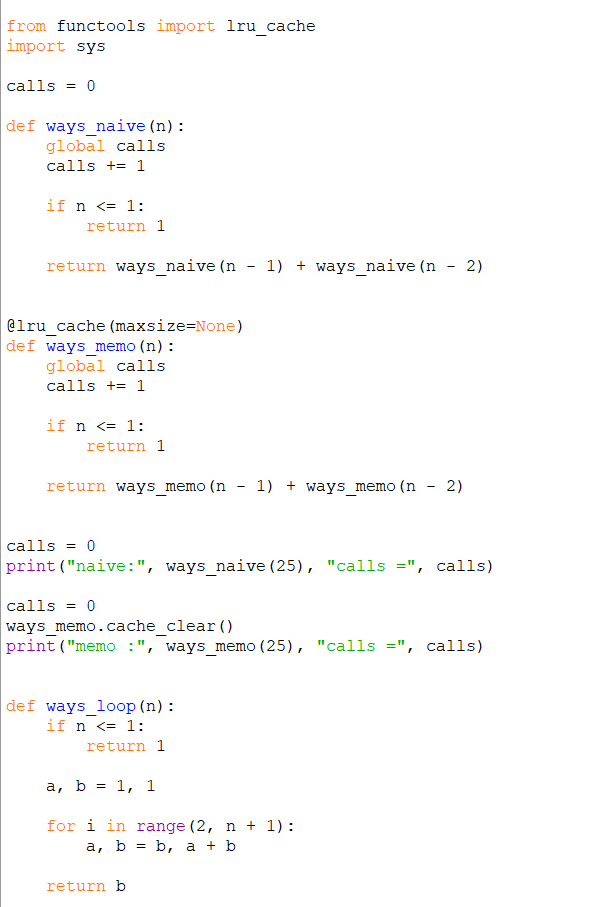 from functools import lru_cache
import sys

calls = 0

def ways_naive(n):
    global calls
    calls += 1

    if n <= 1:
        return 1

    return ways_naive(n - 1) + ways_naive(n - 2)


@lru_cache(maxsize=None)
def ways_memo(n):
    global calls
    calls += 1

    if n <= 1:
        return 1

    return ways_memo(n - 1) + ways_memo(n - 2)


calls = 0
print("naive:", ways_naive(25), "calls =", calls)

calls = 0
ways_memo.cache_clear()
print("memo :", ways_memo(25), "calls =", calls)


def ways_loop(n):
    if n <= 1:
        return 1

    a, b = 1, 1

    for i in range(2, n + 1):
        a, b = b, a + b

    return b